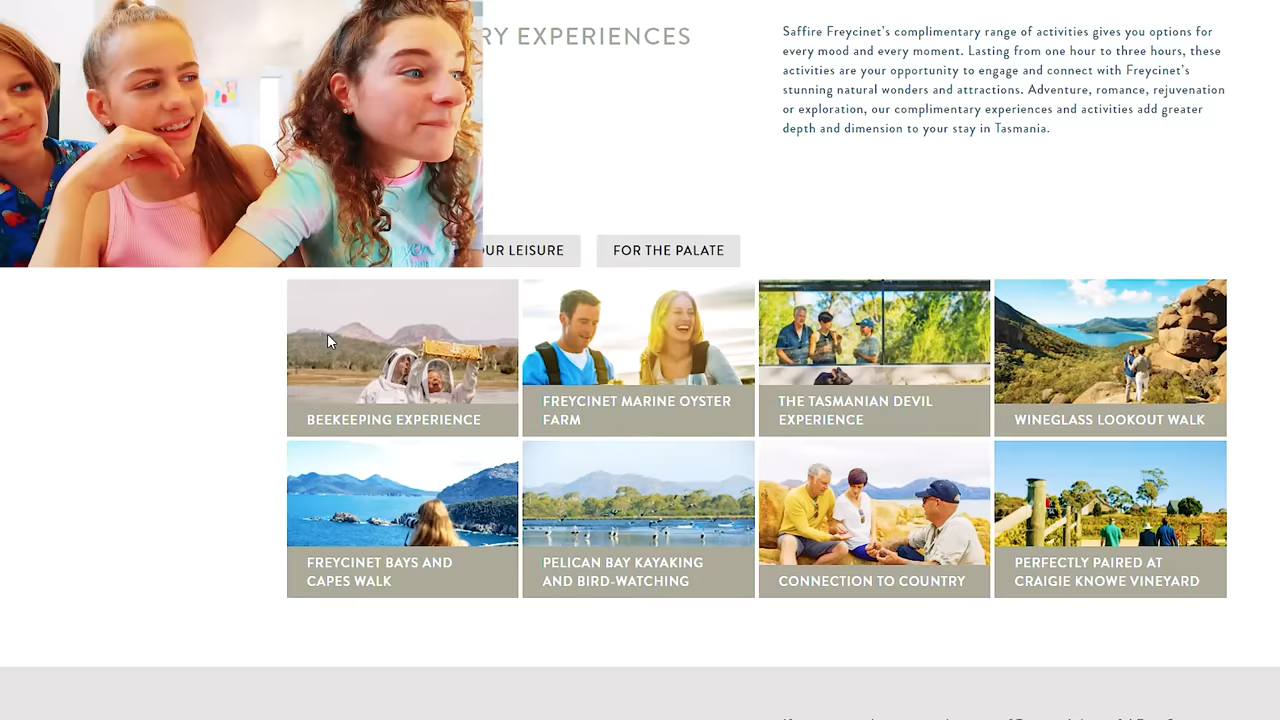 RY EXPERIENCES
Saffire Freycinet's complimentary range of activities gives you options for
every mood and every moment. Lasting from one hour to three hours, these
activities are your opportunity to engage and connect with Freycinet's
stunning natural wonders and attractions. Adventure, romance, rejuvenation
or exploration, our complimentary experiences and activities add greater
depth and dimension to your stay in Tasmania.
OUR LEISURE
FOR THE PALATE
BEEKEEPING EXPERIENCE
FREYCINET MARINE OYSTER
FARM
THE TASMANIAN DEVIL
EXPERIENCE
WINEGLASS LOOKOUT WALK
FREYCINET BAYS AND
CAPES WALK
PELICAN BAY KAYAKING
AND BIRD-WATCHING
CONNECTION TO COUNTRY
PERFECTLY PAIRED AT
CRAIGIE KNOWE VINEYARD